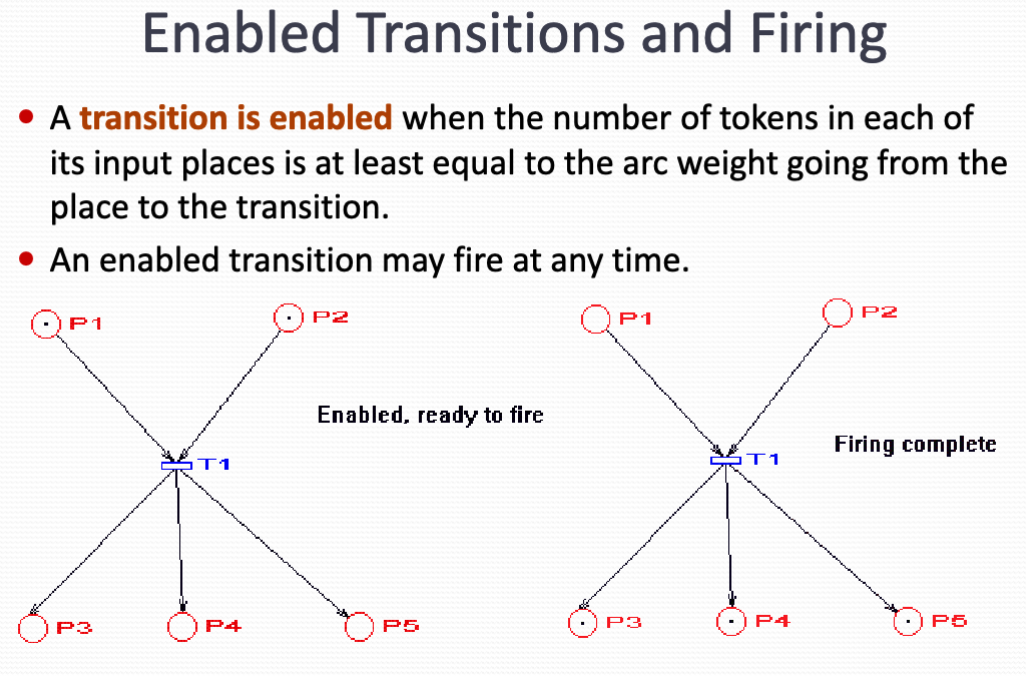 Enabled Transitions and Firing
• A transition is enabled when the number of tokens in each of
its input places is at least equal to the arc weight going from the
place to the transition.
• An enabled transition may fire at any time.
P1
P2
P1
P2
Enabled, ready to fire
Firing complete
T1
T1
P3
P4
P5
P3
P4
P5